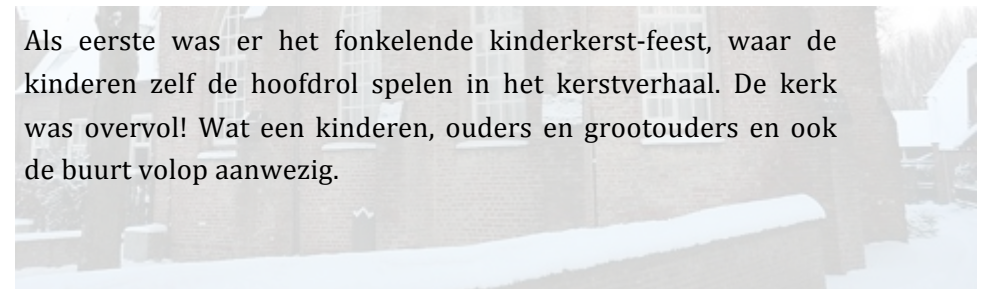 Als eerste was er het fonkelende kinderkerst-feest, waar de
kinderen zelf de hoofdrol spelen in het kerstverhaal. De kerk
was overvol! Wat een kinderen, ouders en grootouders en ook
de buurt volop aanwezig.